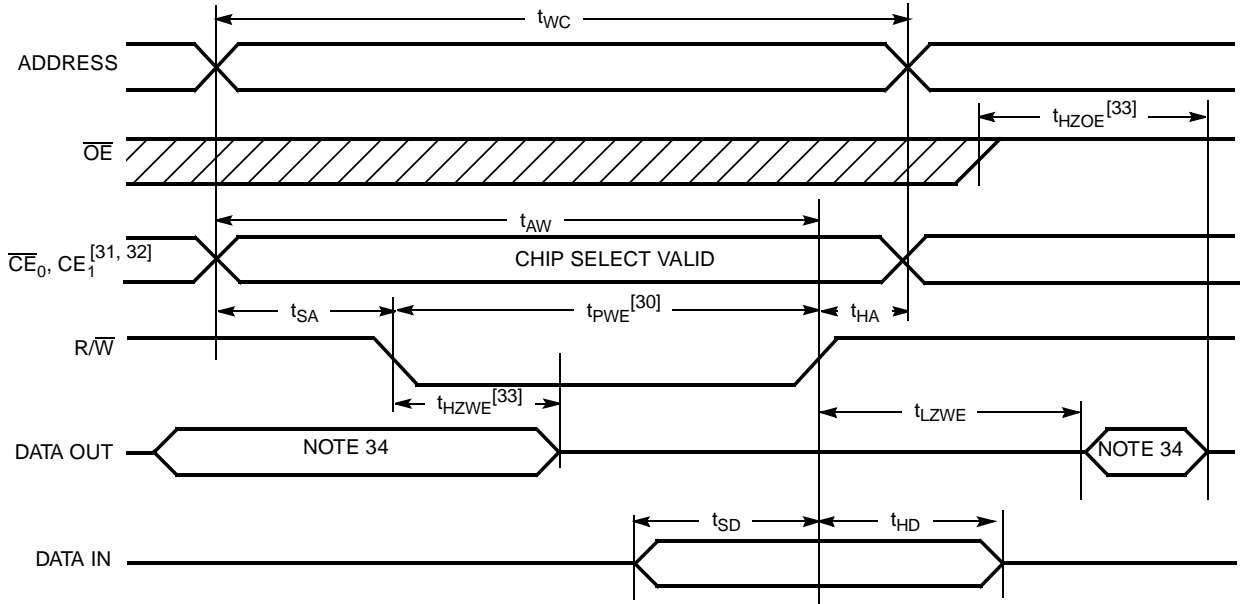 tWC
ADDRESS
tHZOE[33]
OE
tAW
CE0, CE1[31, 32]
CHIP SELECT VALID
tSA
tPWE[30]
tHA
R/W
tHZWE[33]
tLZWE
DATA OUT
NOTE 34
NOTE 34
tSD
tHD
DATA IN